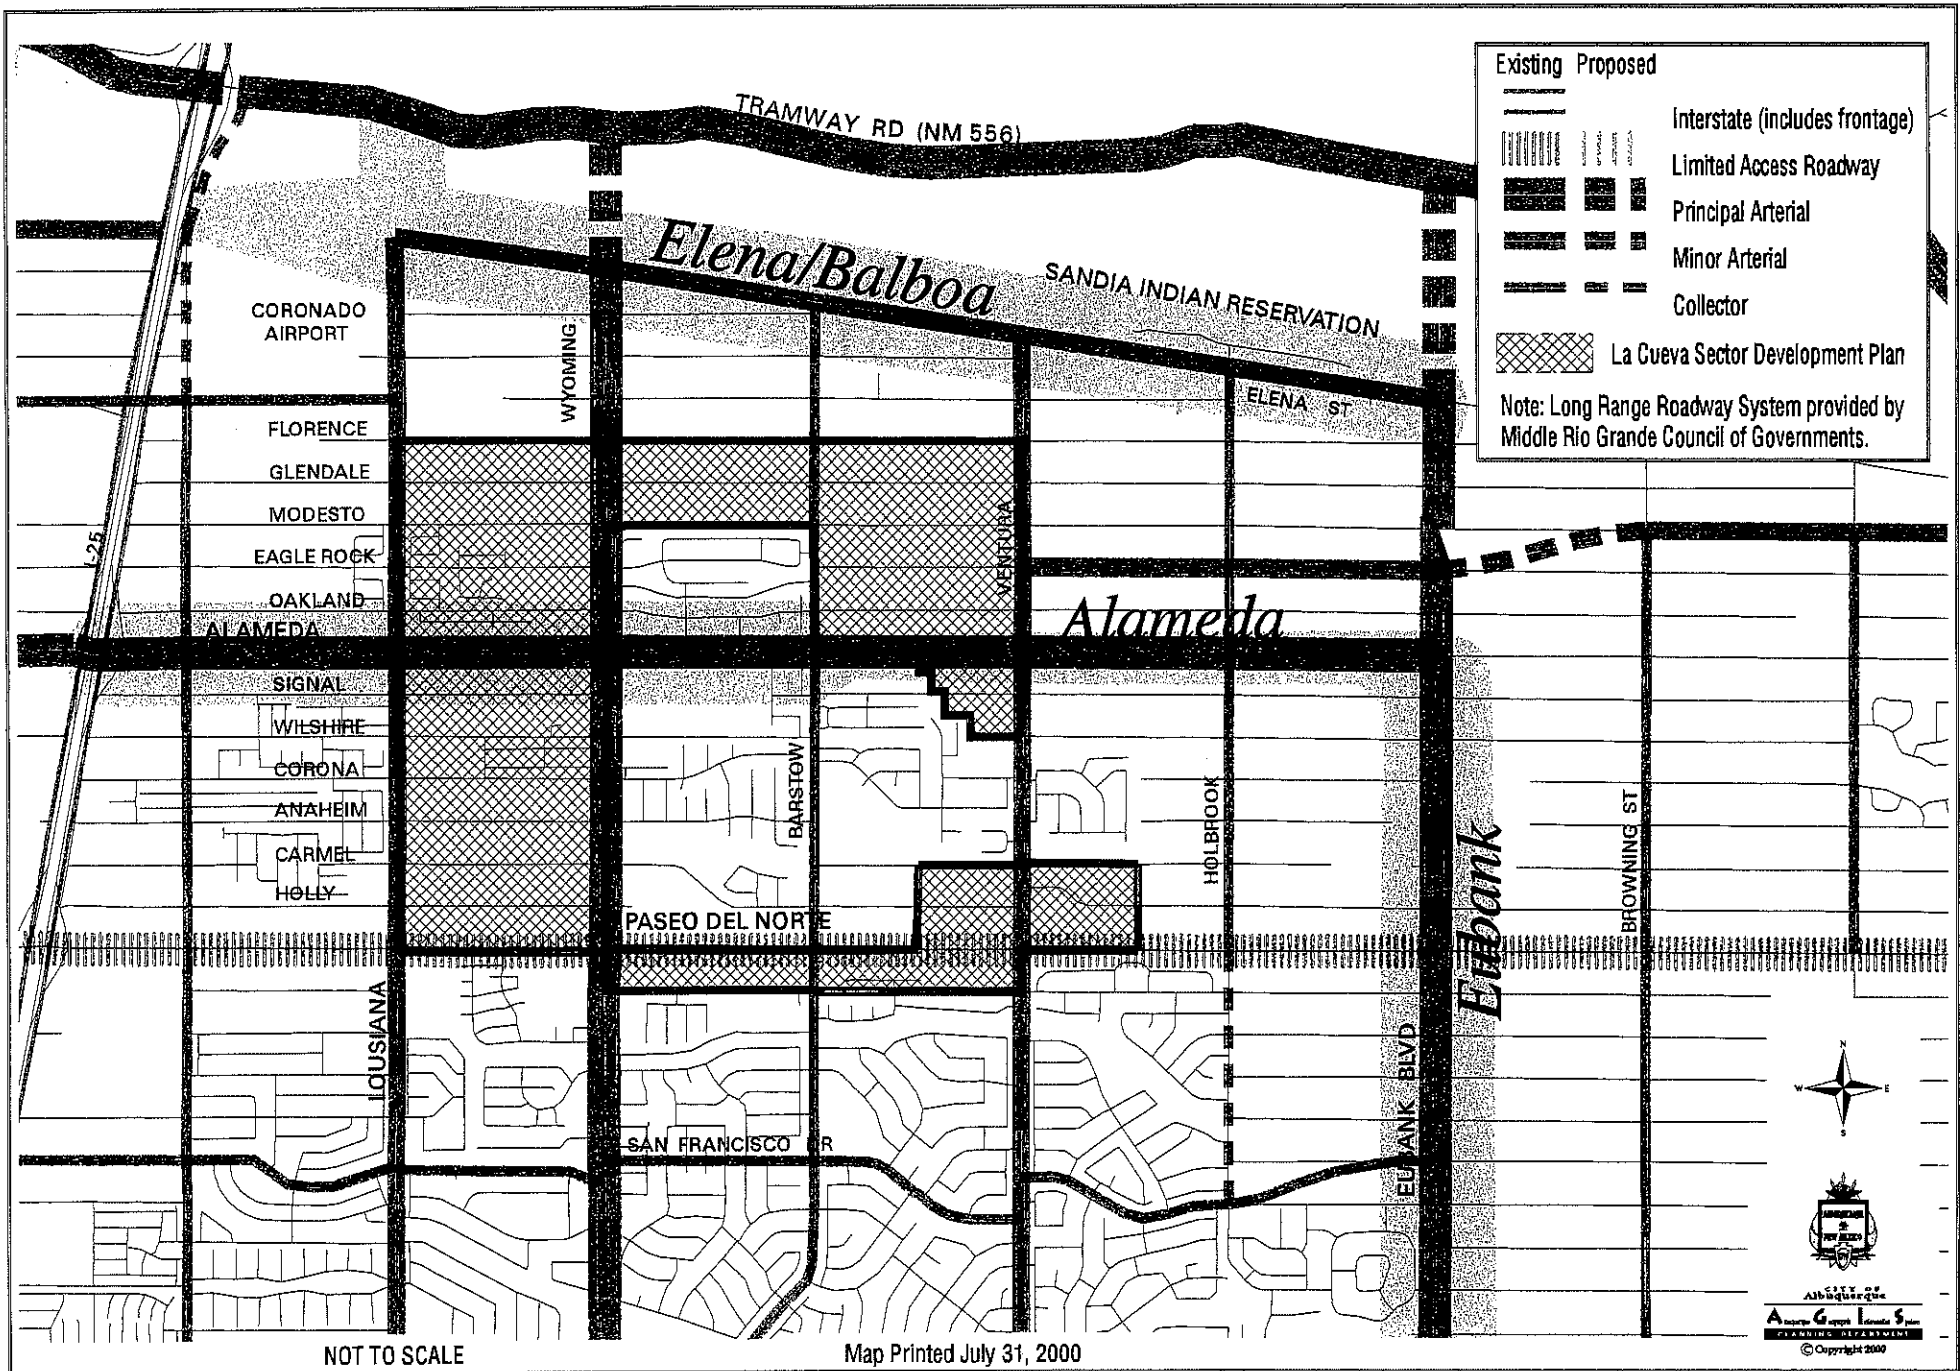 Existing Proposed
Interstate (includes frontage)
Limited Access Roadway
Principal Arterial
Minor Arterial
Collector
La Cueva Sector Development Plan
Note: Long Range Roadway System provided by
Middle Rio Grande Council of Governments.
TRAMWAY RD (NM 556)
Elena/Balboa
SANDIA INDIAN RESERVATION
CORONADO
AIRPORT
WYOMING
ELENA ST
FLORENCE
GLENDALE
MODESTO
EAGLE ROCK
OAKLAND
ALAMEDA
I-25
VENTURA
Alameda
SIGNAL
WILSHIRE
CORONA
ANAHEIM
CARMEL
HOLLY
BARSTOW
HOLBROOK
Eubank
BROWNING ST
PASEO DEL NORTE
LOUSIANA
EUBANK BLVD
SAN FRANCISCO DR
N
W E
S
CITY OF
Albuquerque
A G I S
PLANNING DEPARTMENT
© Copyright 2000
NOT TO SCALE
Map Printed July 31, 2000